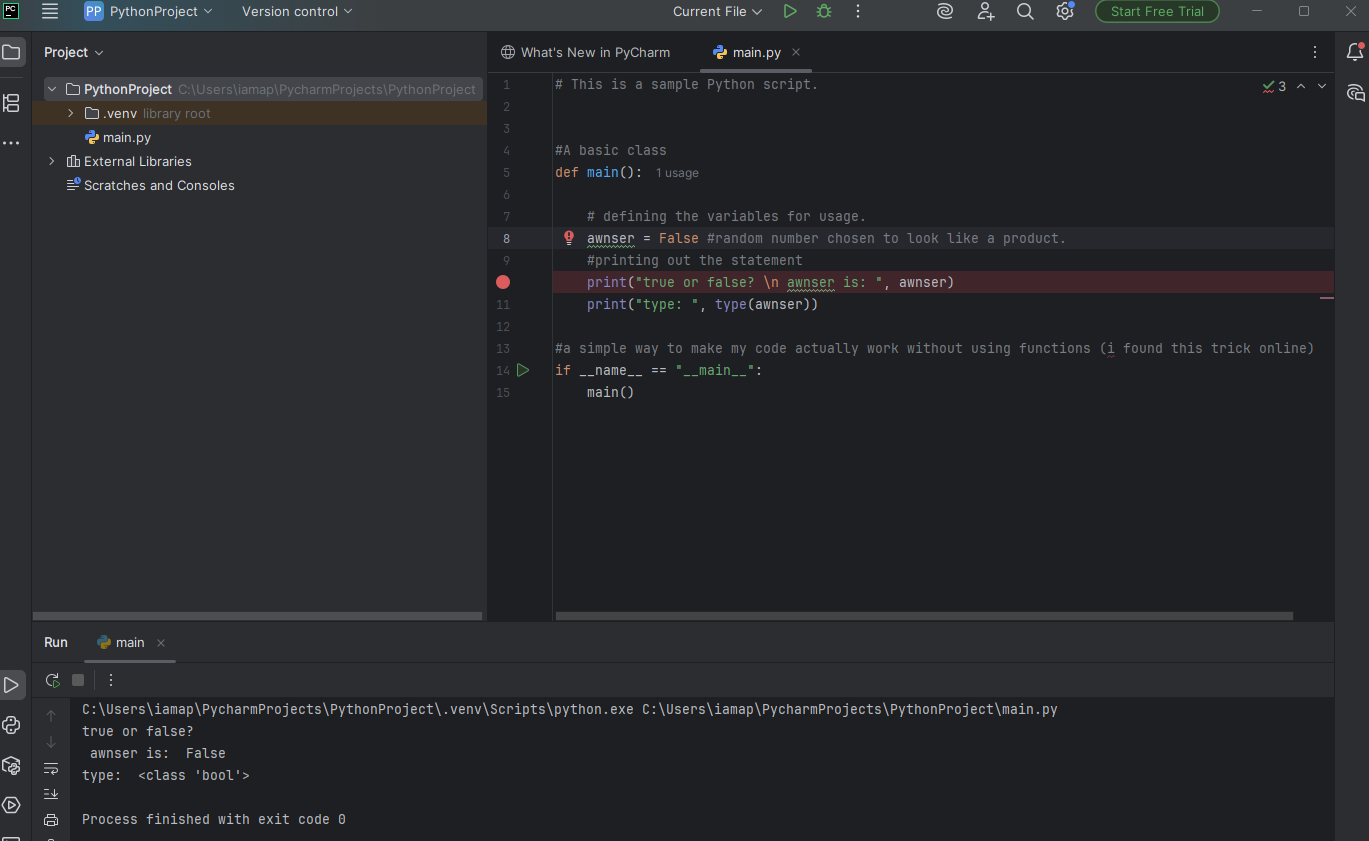 PC PP PythonProject Version control Current File Start Free Trial
Project
What's New in PyCharm main.py
PythonProject C:\Users\iamap\PycharmProjects\PythonProject
.venv library root
main.py
External Libraries
Scratches and Consoles
3
1 # This is a sample Python script.
2
3
4 #A basic class
5 def main(): 1 usage
6
7 # defining the variables for usage.
8 awnser = False #random number chosen to look like a product.
9 #printing out the statement
print("true or false? \n awnser is: ", awnser)
11 print("type: ", type(awnser))
12
13 #a simple way to make my code actually work without using functions (i found this trick online)
14 if __name__ == "__main__":
15 main()
Run main
C:\Users\iamap\PycharmProjects\PythonProject\.venv\Scripts\python.exe C:\Users\iamap\PycharmProjects\PythonProject\main.py
true or false?
awnser is:  False
type:  <class 'bool'>
Process finished with exit code 0